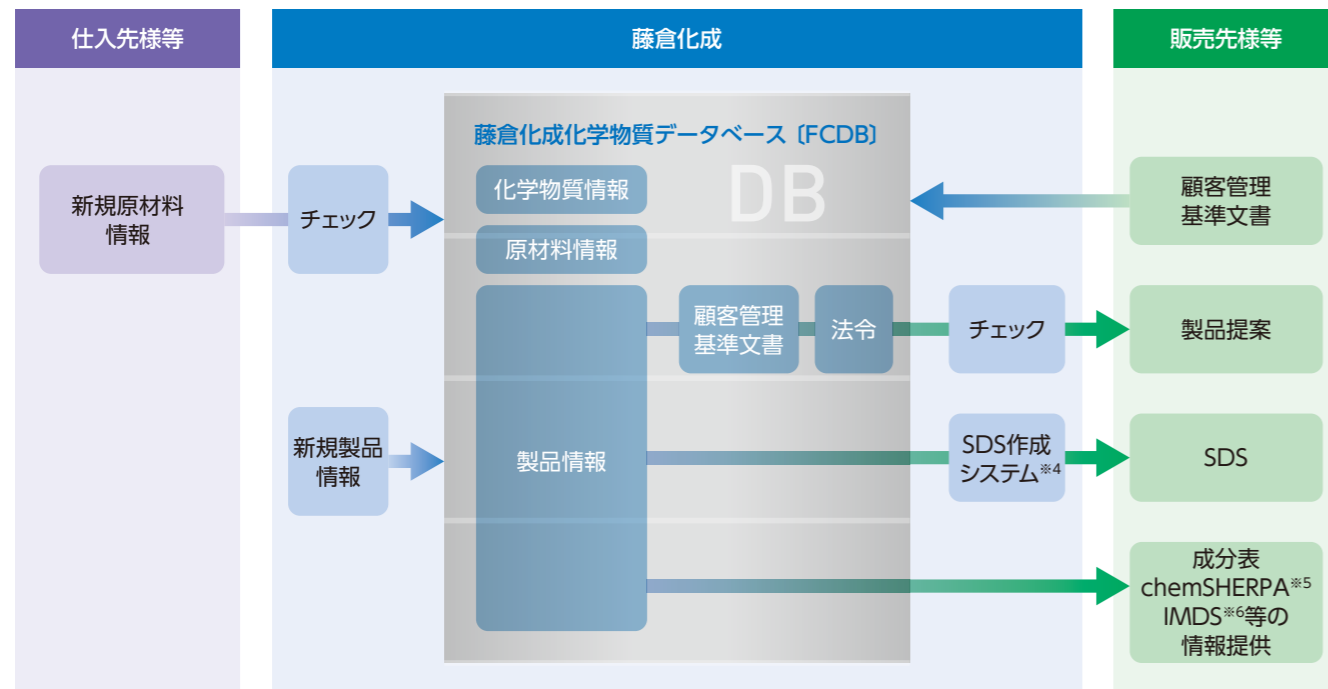 仕入先様等
藤倉化成
販売先様等
藤倉化成化学物質データベース〔FCDB〕
DB
新規原材料
情報
チェック
化学物質情報
原材料情報
顧客管理
基準文書
顧客管理
基準文書
法令
チェック
製品提案
新規製品
情報
製品情報
SDS作成
システム※4
SDS
成分表
chemSHERPA※5
IMDS※6等の
情報提供